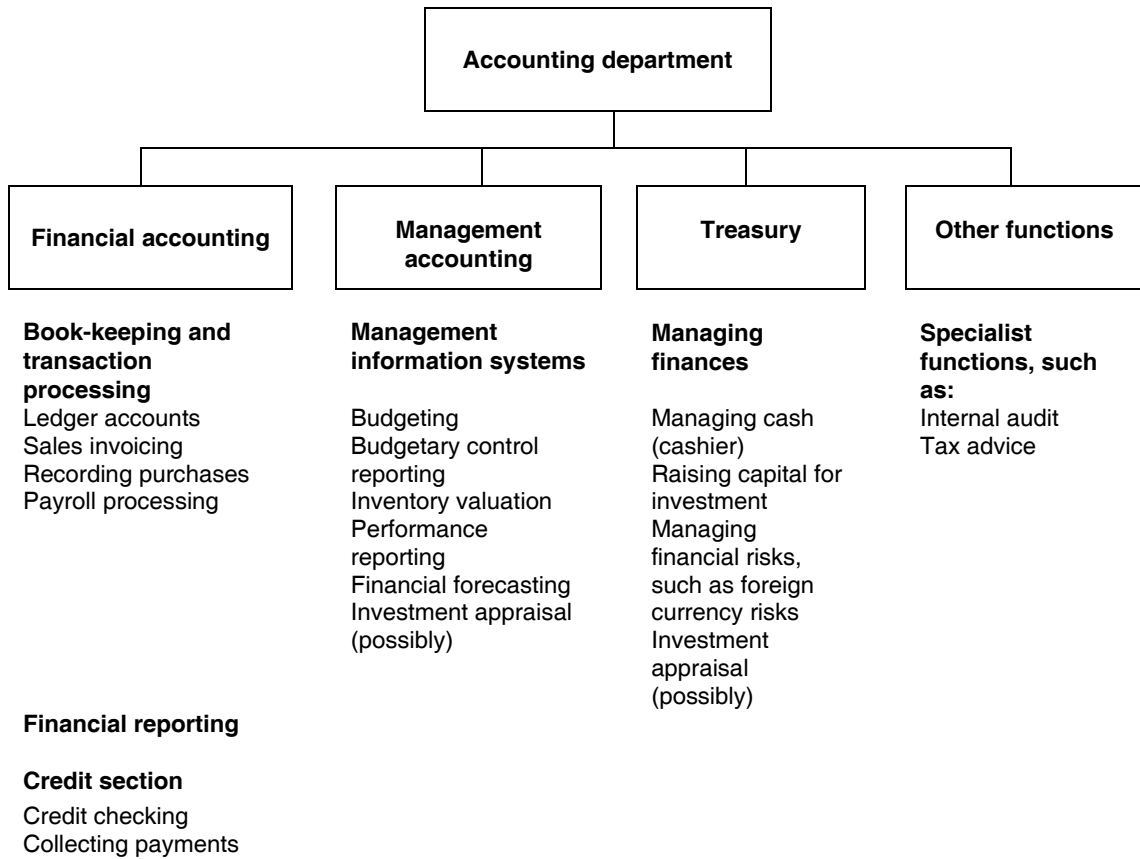 Accounting department
Financial accounting
Management
accounting
Treasury
Other functions
Book-keeping and
transaction
processing
Ledger accounts
Sales invoicing
Recording purchases
Payroll processing
Financial reporting
Credit section
Credit checking
Collecting payments
Management
information systems
Budgeting
Budgetary control
reporting
Inventory valuation
Performance
reporting
Financial forecasting
Investment appraisal
(possibly)
Managing
finances
Managing cash
(cashier)
Raising capital for
investment
Managing
financial risks,
such as foreign
currency risks
Investment
appraisal
(possibly)
Specialist
functions, such
as:
Internal audit
Tax advice